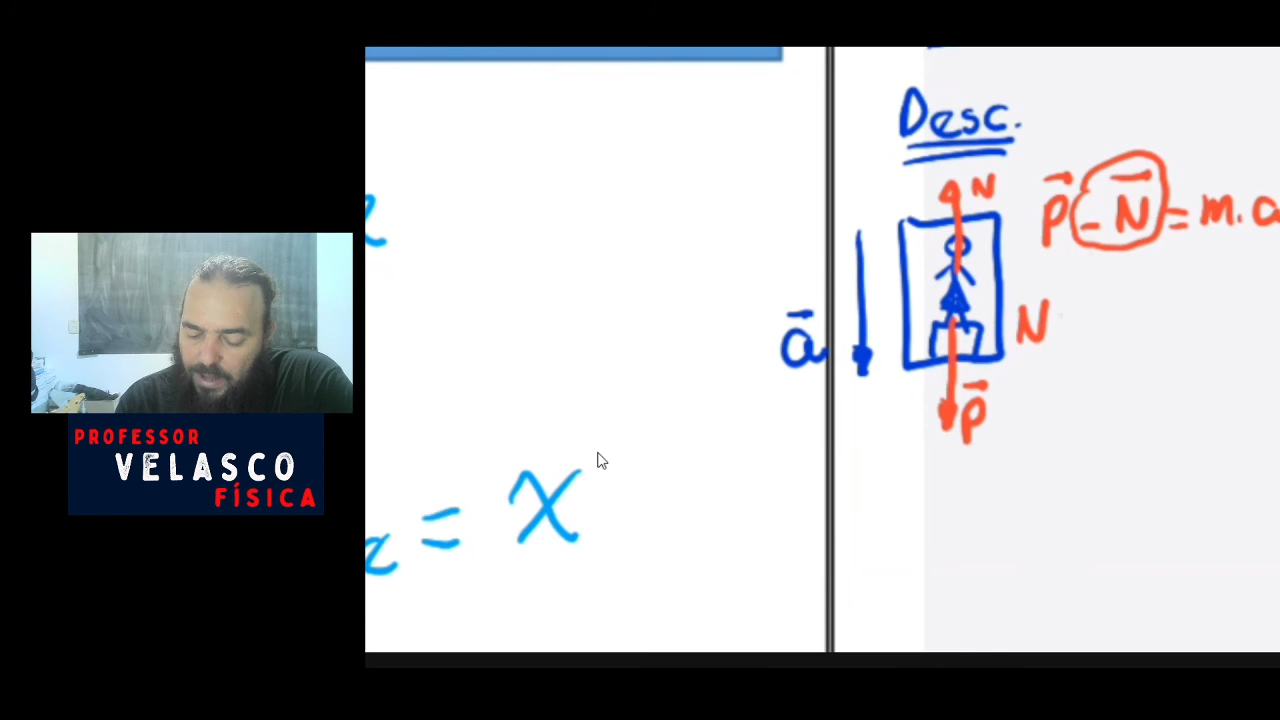 Desc.
N
P⃗ - N⃗ = m.a
a⃗
N
P⃗
= x
PROFESSOR
VELASCO
FÍSICA